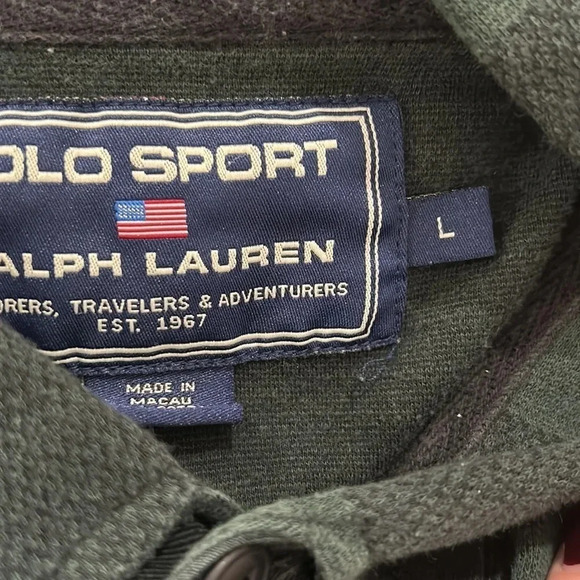 OLO SPORT
ALPH LAUREN
ORERS, TRAVELERS & ADVENTURERS
EST. 1967
L
MADE IN
MACAU